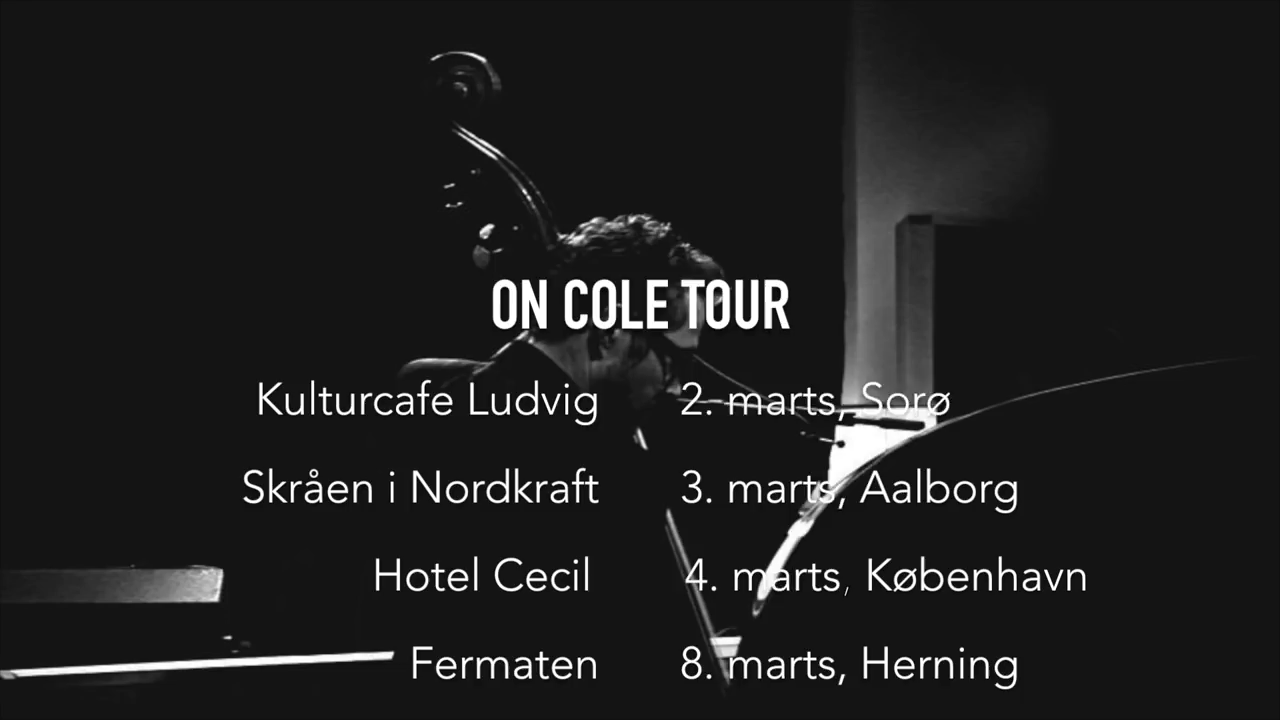 ON COLE TOUR
Kulturcafe Ludvig 2. marts, Sorø
Skråen i Nordkraft 3. marts, Aalborg
Hotel Cecil 4. marts, København
Fermaten 8. marts, Herning